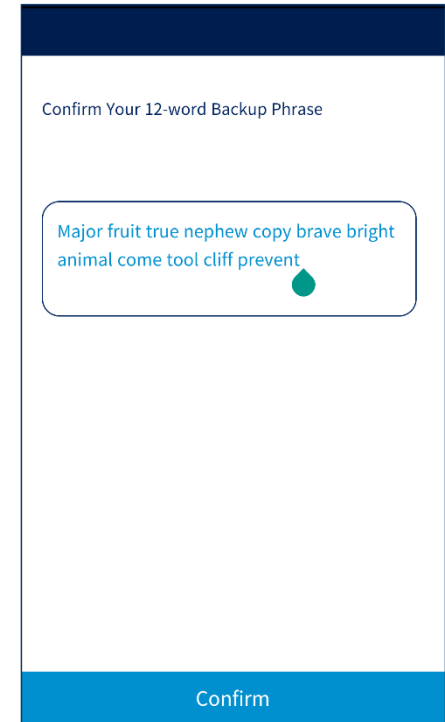 Confirm Your 12-word Backup Phrase
Major fruit true nephew copy brave bright
animal come tool cliff prevent
Confirm